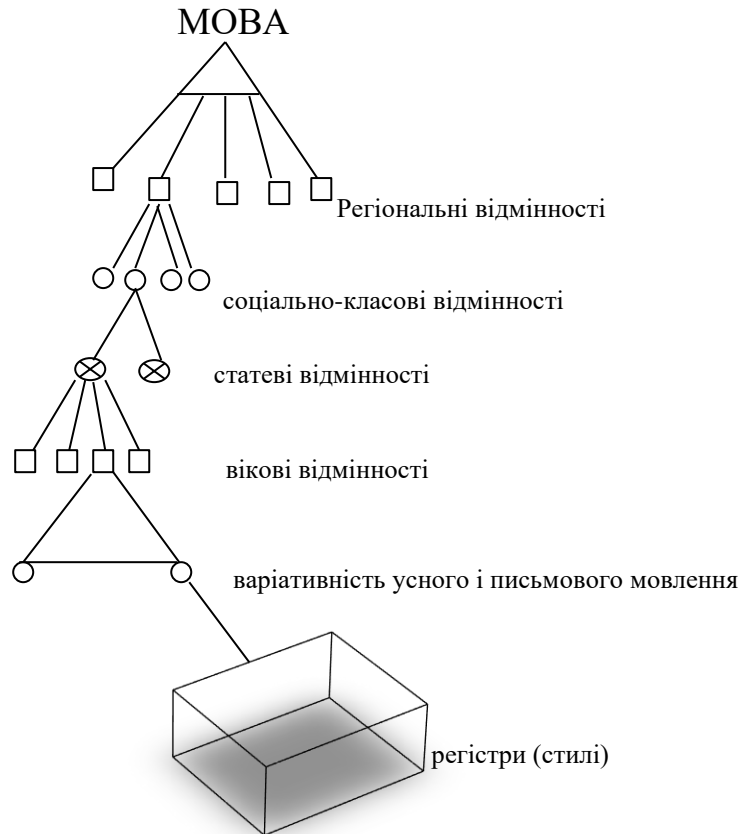 МОВА
Регіональні відмінності
соціально-класові відмінності
статеві відмінності
вікові відмінності
варіативність усного і письмового мовлення
регістри (стилі)